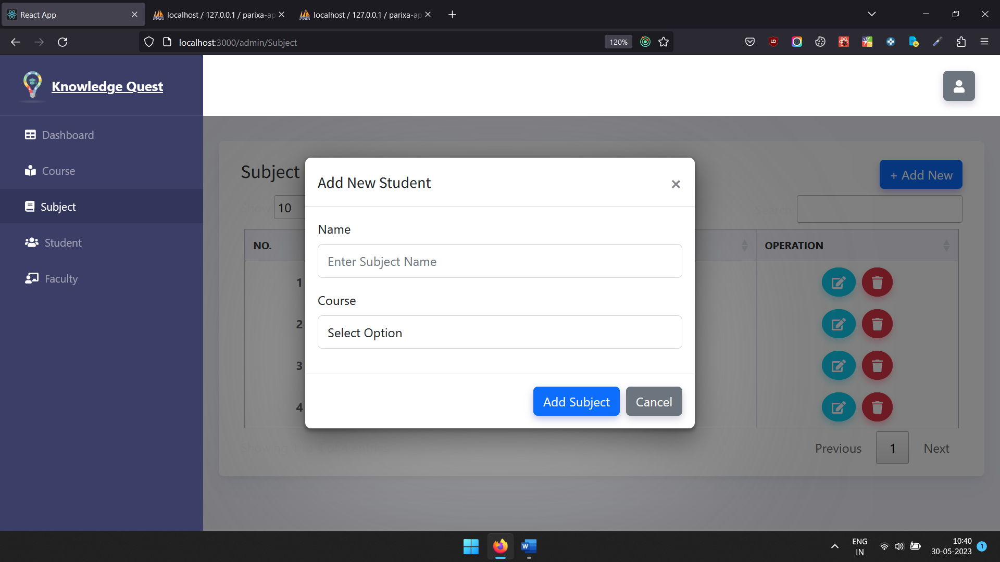 React App
localhost / 127.0.0.1 / parixa-ap
localhost / 127.0.0.1 / parixa-ap
localhost:3000/admin/Subject
120%
Knowledge Quest
Dashboard
Course
Subject
Student
Faculty
Subject
+ Add New
Show 10
Search
NO.
OPERATION
1
2
3
4
Add New Student
×
Name
Enter Subject Name
Course
Select Option
Add Subject
Cancel
Showing
Previous
1
Next
ENG
IN
10:40
30-05-2023
1